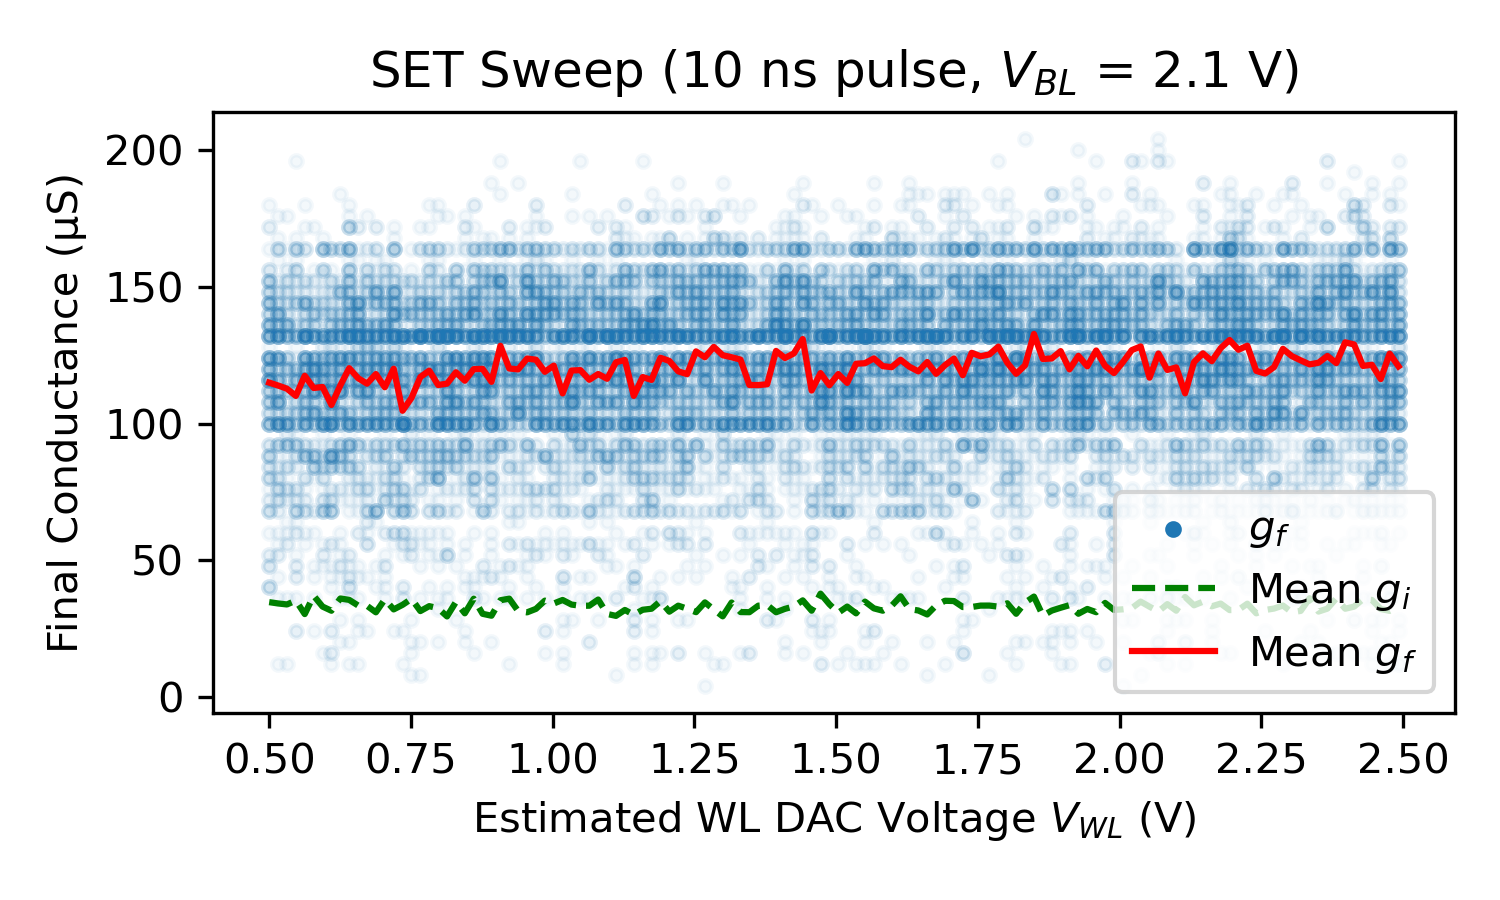 SET Sweep (10 ns pulse, V_BL = 2.1 V)
Final Conductance (µS)
200
150
100
50
0
g_f
Mean g_i
Mean g_f
0.50 0.75 1.00 1.25 1.50 1.75 2.00 2.25 2.50
Estimated WL DAC Voltage V_WL (V)